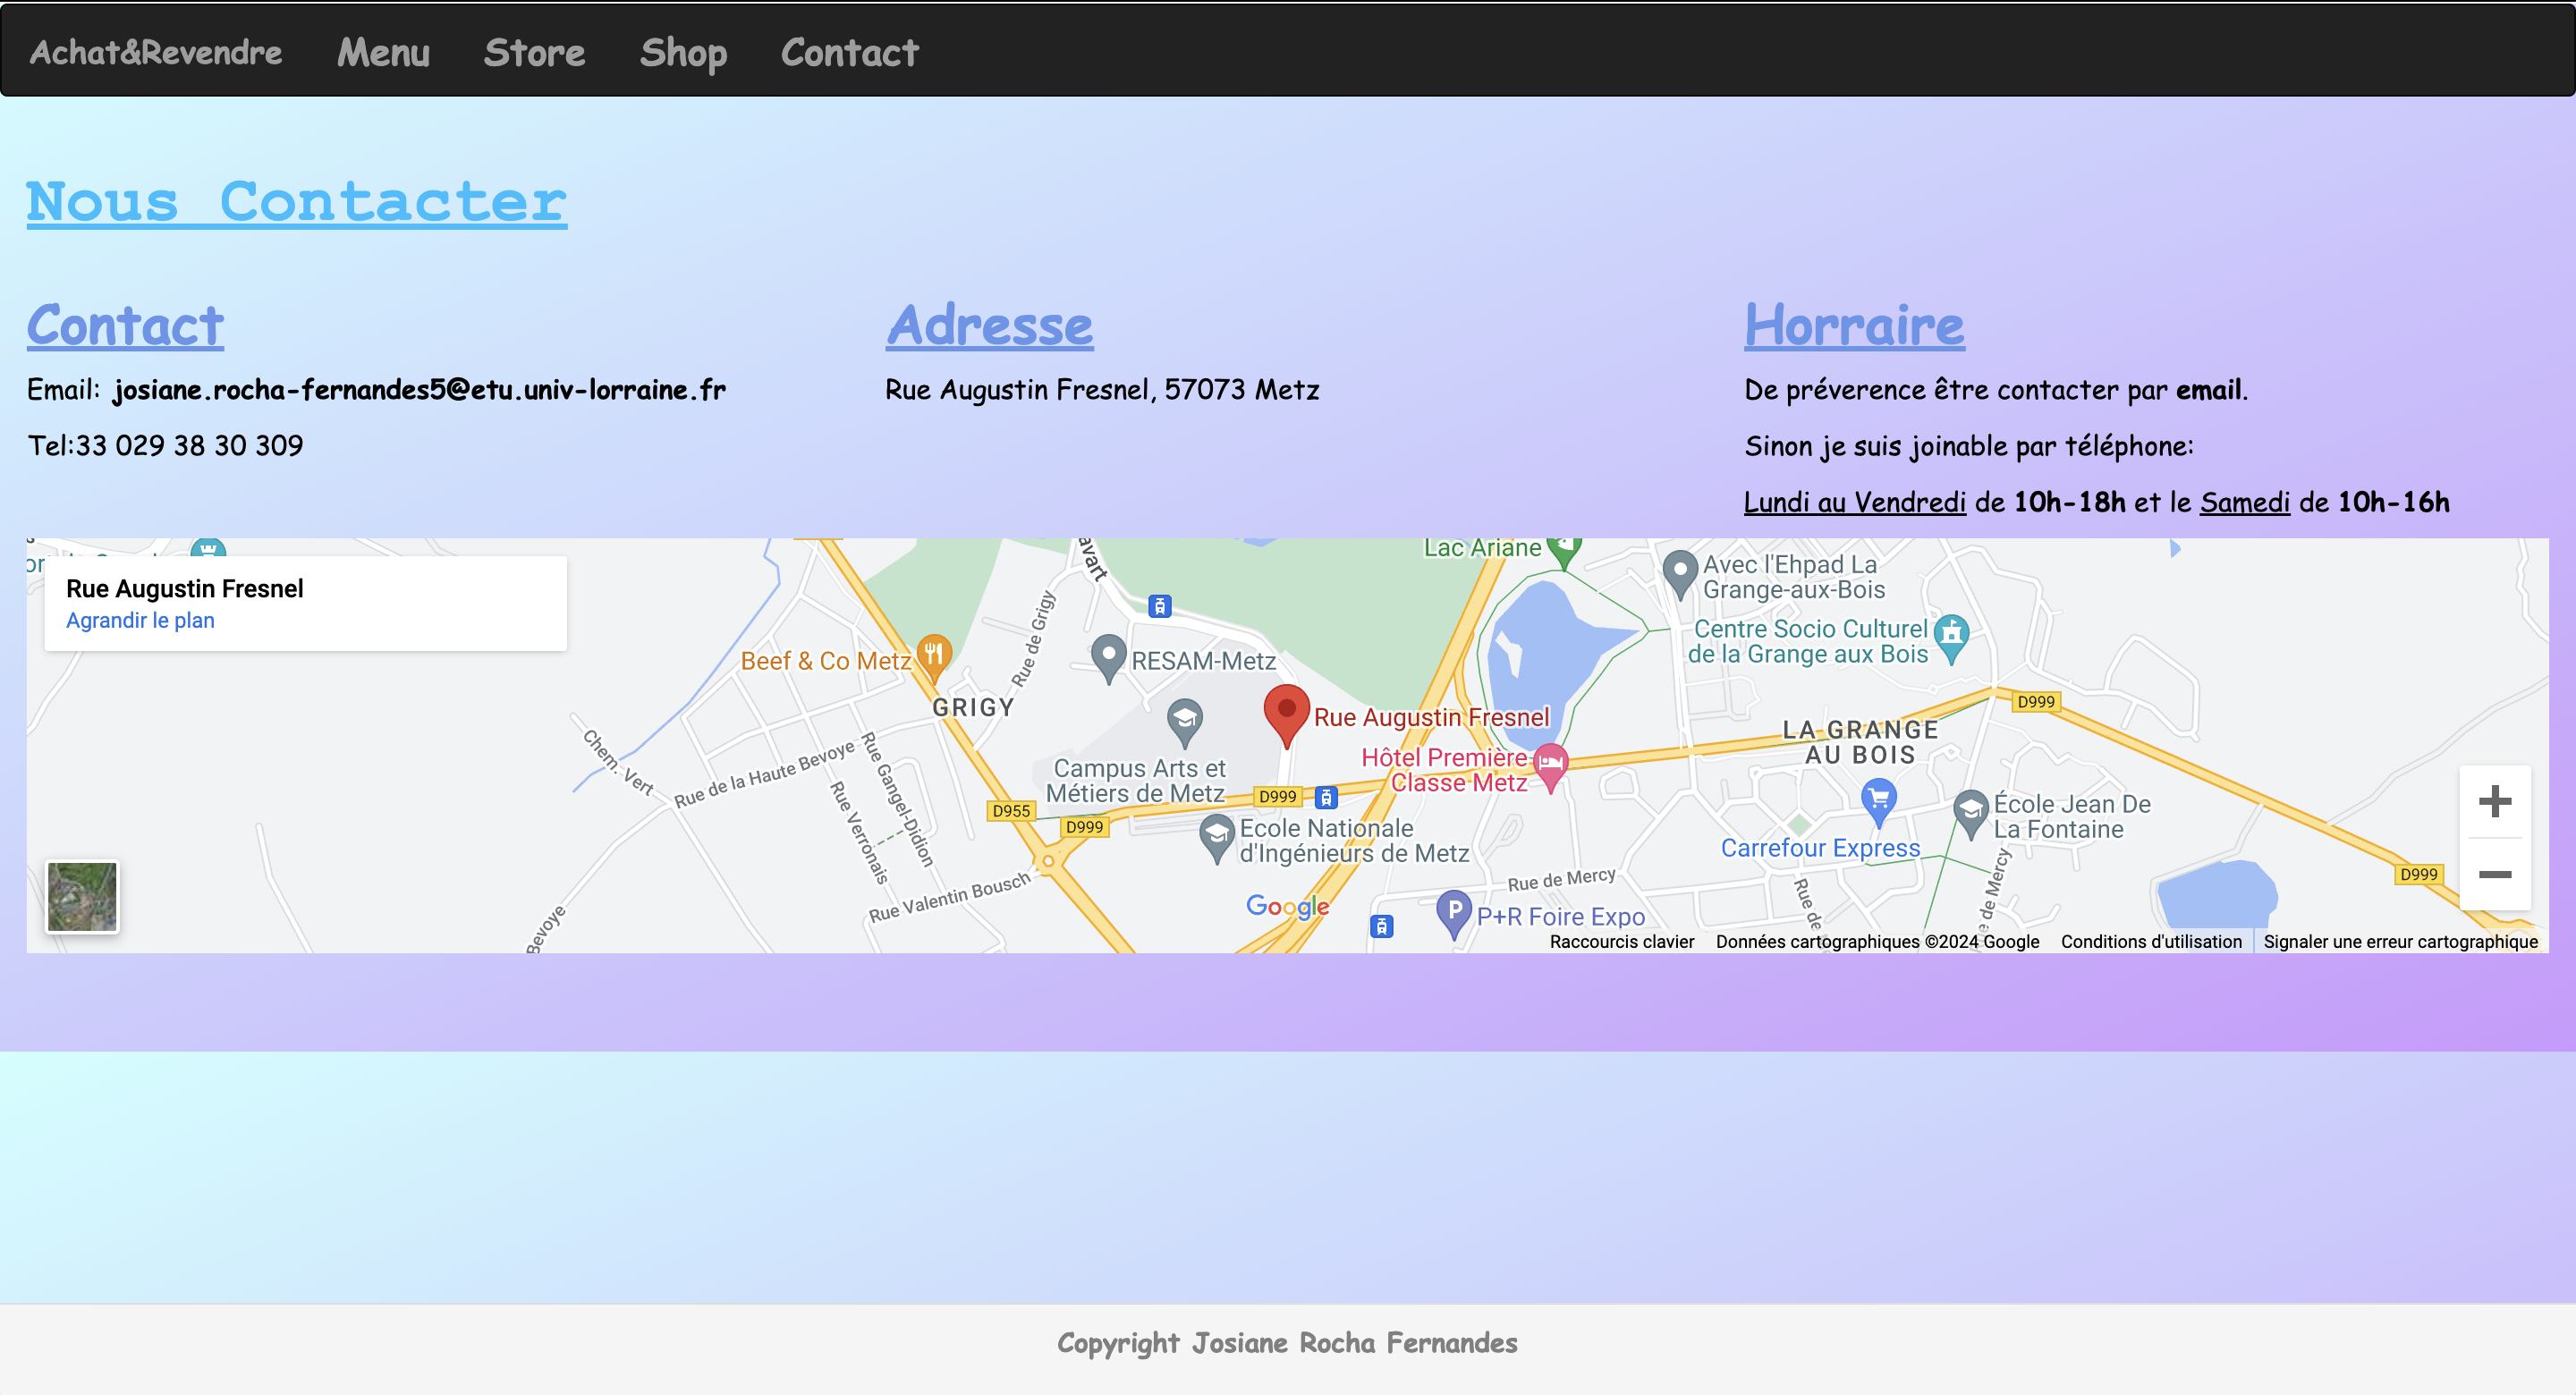 Achat&Revendre Menu Store Shop Contact
Nous Contacter
Contact
Email: josiane.rocha-fernandes5@etu.univ-lorraine.fr
Tel:33 029 38 30 309
Adresse
Rue Augustin Fresnel, 57073 Metz
Horraire
De préverence être contacter par email.
Sinon je suis joinable par téléphone:
Lundi au Vendredi de 10h-18h et le Samedi de 10h-16h
Rue Augustin Fresnel
Agrandir le plan
Lac Ariane
Avec l'Ehpad La
Grange-aux-Bois
Centre Socio Culturel
de la Grange aux Bois
Rue de Grigy
Beef & Co Metz
RESAM-Metz
GRIGY
Rue Augustin Fresnel
D999
LA GRANGE
AU BOIS
Hôtel Première
Classe Metz
Chem. Vert
Rue de la Haute Bevoye
Rue Gangel-Didion
Rue Verronais
Campus Arts et
Métiers de Metz
D999
D955
D999
Ecole Nationale
d'Ingénieurs de Metz
École Jean De
La Fontaine
Carrefour Express
D999
Rue de Mercy
Rue Valentin Bousch
Bevoye
Google
P
P+R Foire Expo
Rue de
de Mercy
Raccourcis clavier Données cartographiques ©2024 Google Conditions d'utilisation Signaler une erreur cartographique
Copyright Josiane Rocha Fernandes